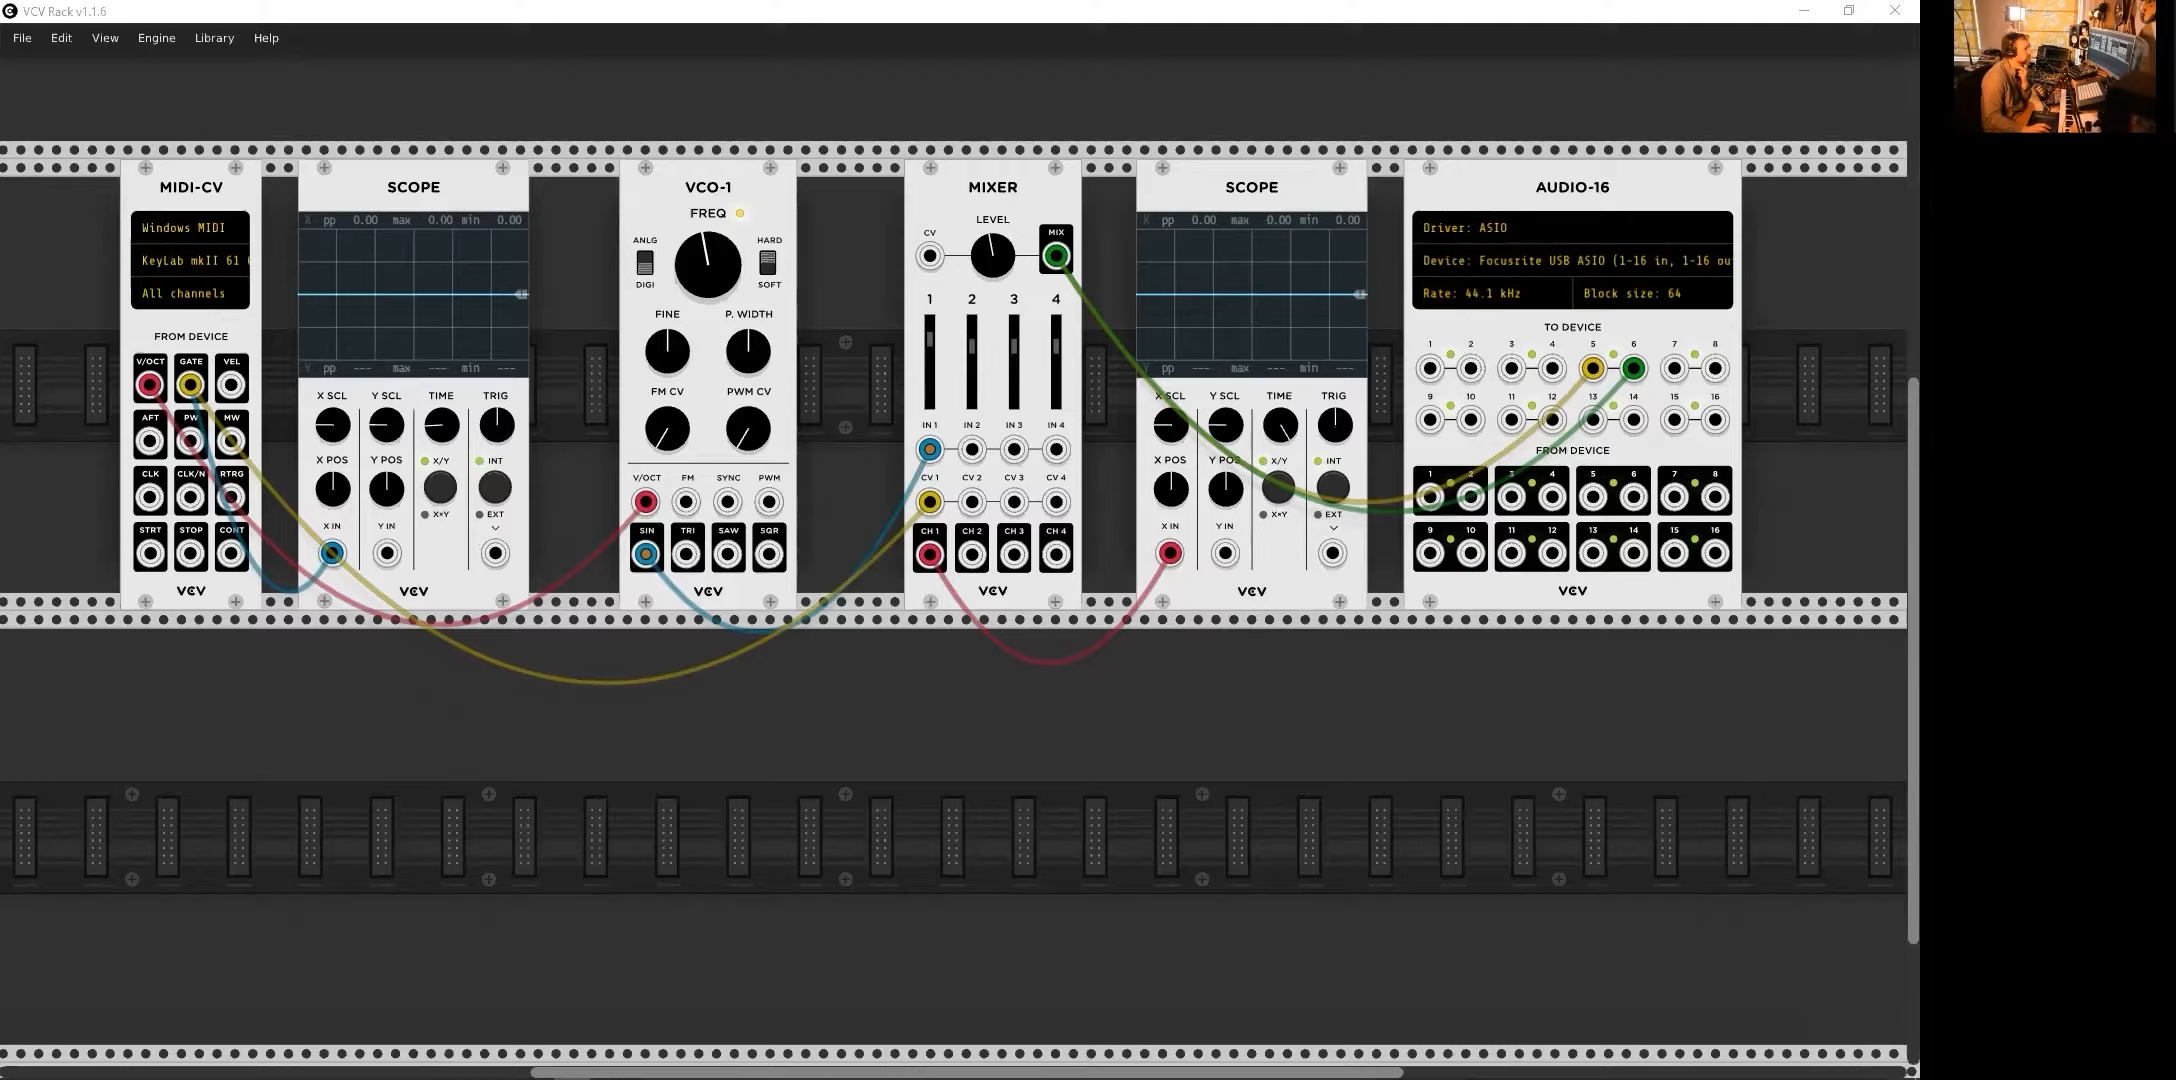 VCV Rack v1.1.6
File Edit View Engine Library Help
MIDI-CV
Windows MIDI
KeyLab mkII 61
All channels
FROM DEVICE
V/OCT GATE VEL
AFT PW MW
CLK CLK/N RTRG
STRT STOP CONT
VCV
SCOPE
X pp 0.00 max 0.00 min 0.00
Y pp --- max --- min ---
X SCL Y SCL TIME TRIG
X POS Y POS X/Y INT
X×Y EXT
X IN Y IN
VCV
VCO-1
FREQ
ANLG HARD
DIGI SOFT
FINE P. WIDTH
FM CV PWM CV
V/OCT FM SYNC PWM
SIN TRI SAW SQR
VCV
MIXER
LEVEL
CV MIX
1 2 3 4
IN 1 IN 2 IN 3 IN 4
CV 1 CV 2 CV 3 CV 4
CH 1 CH 2 CH 3 CH 4
VCV
SCOPE
X pp 0.00 max -0.00 min 0.00
Y pp --- max --- min ---
X SCL Y SCL TIME TRIG
X POS Y POS X/Y INT
X×Y EXT
X IN Y IN
VCV
AUDIO-16
Driver: ASIO
Device: Focusrite USB ASIO (1-16 in, 1-16 ou
Rate: 44.1 kHz Block size: 64
TO DEVICE
1 2 3 4 5 6 7 8
9 10 11 12 13 14 15 16
FROM DEVICE
1 2 3 4 5 6 7 8
9 10 11 12 13 14 15 16
VCV